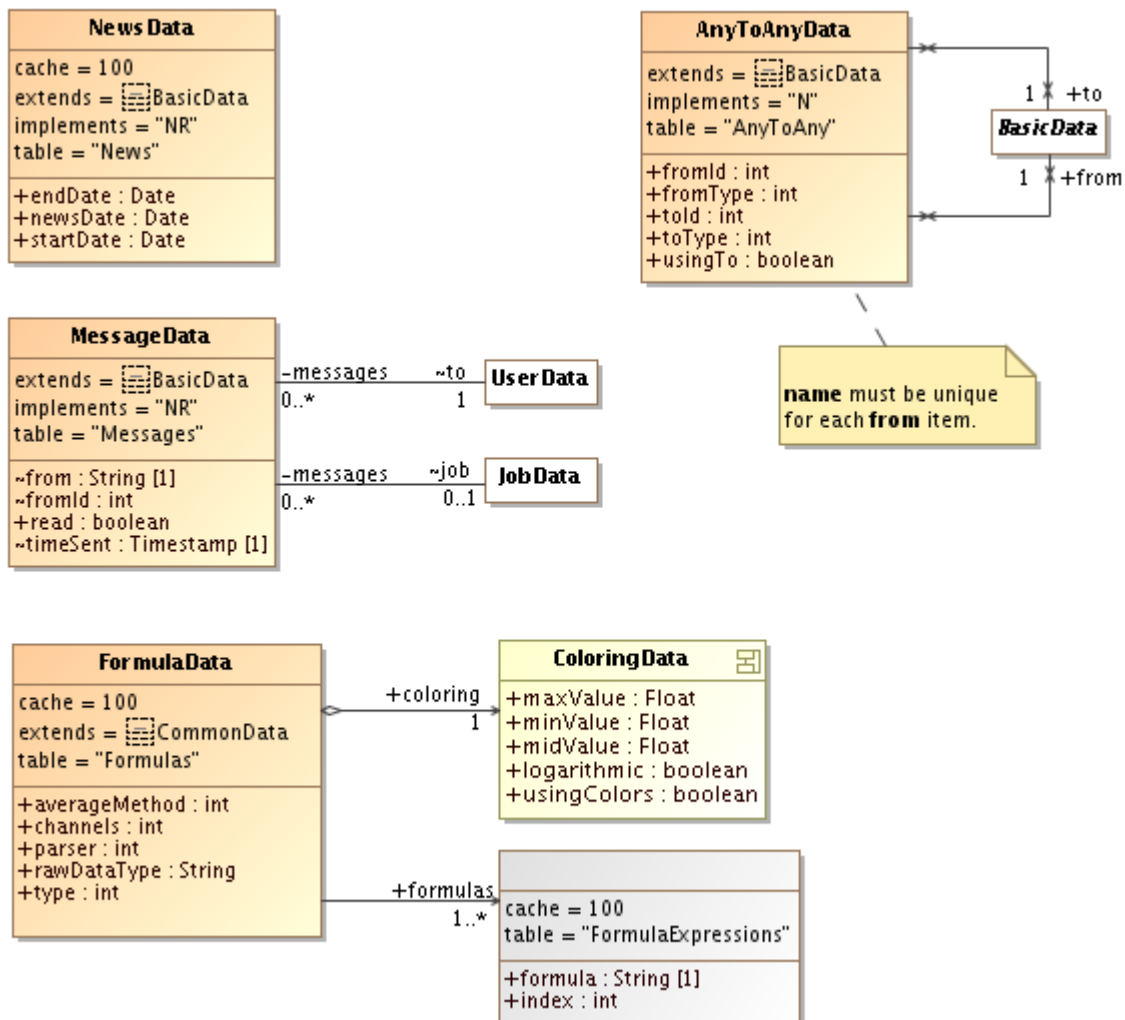 NewsData
cache = 100
extends = BasicData
implements = "NR"
table = "News"
+endDate : Date
+newsDate : Date
+startDate : Date
AnyToAnyData
extends = BasicData
implements = "N"
table = "AnyToAny"
+fromId : int
+fromType : int
+toId : int
+toType : int
+usingTo : boolean
1 +to
BasicData
1 +from
name must be unique
for each from item.
MessageData
extends = BasicData
implements = "NR"
table = "Messages"
~from : String [1]
~fromId : int
+read : boolean
~timeSent : Timestamp [1]
-messages ~to
0..* 1
UserData
-messages ~job
0..* 0..1
JobData
FormulaData
cache = 100
extends = CommonData
table = "Formulas"
+averageMethod : int
+channels : int
+parser : int
+rawDataType : String
+type : int
+coloring
1
ColoringData
+maxValue : Float
+minValue : Float
+midValue : Float
+logarithmic : boolean
+usingColors : boolean
+formulas
1..*
cache = 100
table = "FormulaExpressions"
+formula : String [1]
+index : int